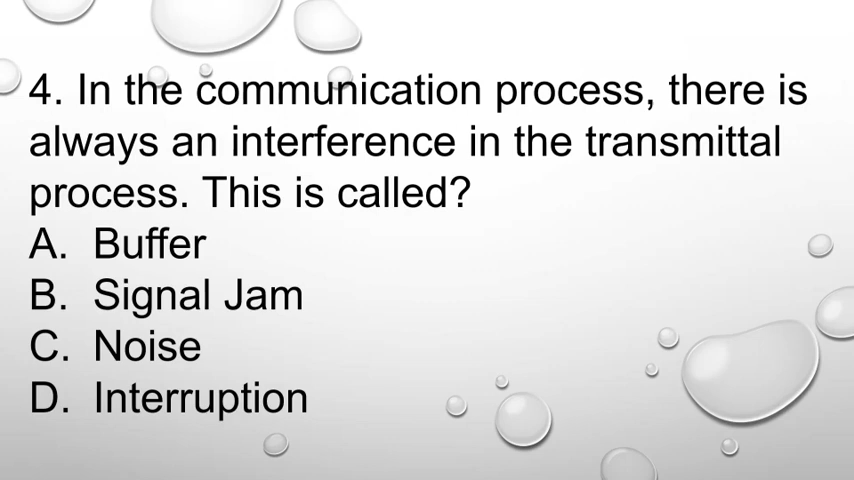 4. In the communication process, there is
always an interference in the transmittal
process. This is called?
A. Buffer
B. Signal Jam
C. Noise
D. Interruption